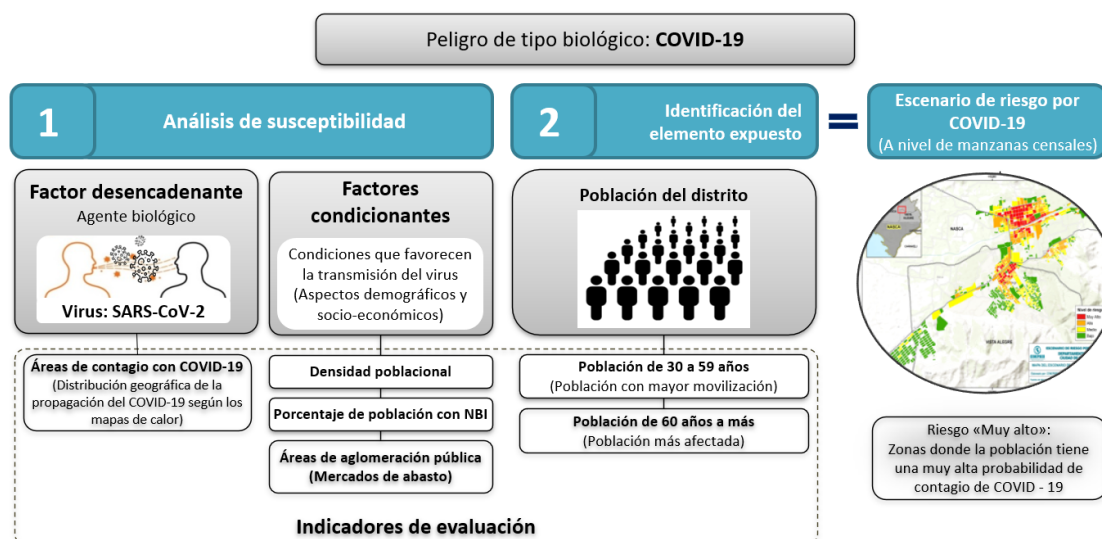 Peligro de tipo biológico: COVID-19
1
Análisis de susceptibilidad
2
Identificación del
elemento expuesto
=
Escenario de riesgo por
COVID-19
(A nivel de manzanas censales)
Factor desencadenante
Agente biológico
Virus: SARS-CoV-2
Factores
condicionantes
Condiciones que favorecen
la transmisión del virus
(Aspectos demográficos y
socio-económicos)
Población del distrito
NASCA
NASCA
VISTA ALEGRE
Muy Alto
Áreas de contagio con COVID-19
(Distribución geográfica de la
propagación del COVID-19 según los
mapas de calor)
Densidad poblacional
Porcentaje de población con NBI
Áreas de aglomeración pública
(Mercados de abasto)
Población de 30 a 59 años
(Población con mayor movilización)
Población de 60 años a más
(Población más afectada)
Riesgo «Muy alto»:
Zonas donde la población tiene
una muy alta probabilidad de
contagio de COVID - 19
Indicadores de evaluación